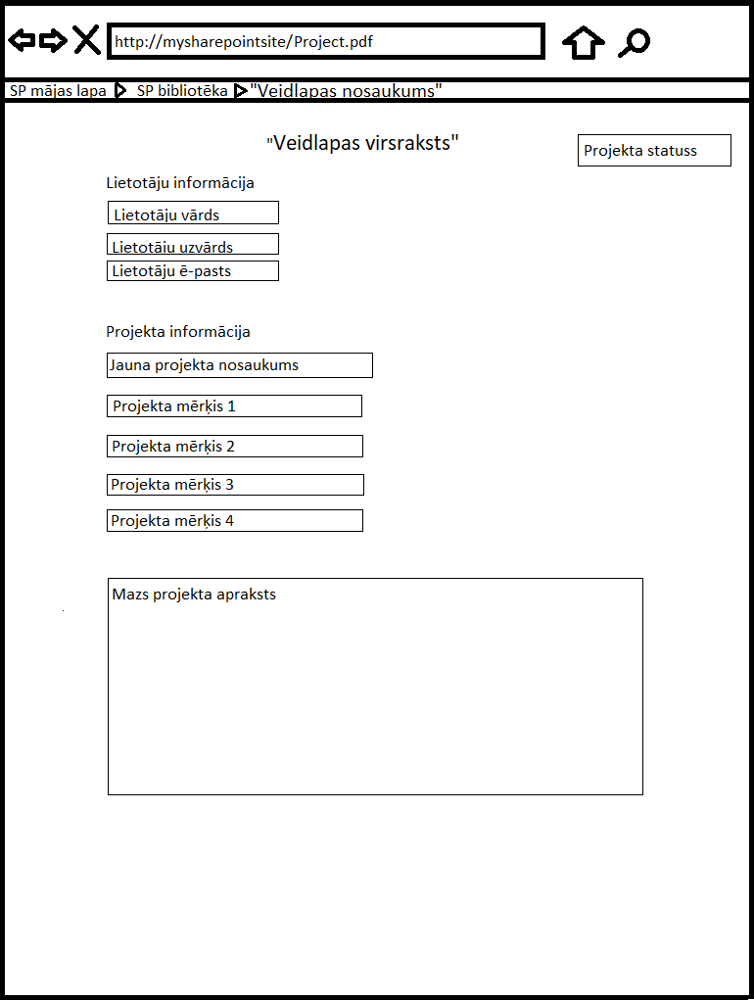 http://mysharepointsite/Project.pdf
SP mājas lapa SP bibliotēka "Veidlapas nosaukums"
"Veidlapas virsraksts"
Projekta statuss
Lietotāju informācija
Lietotāju vārds
Lietotāju uzvārds
Lietotāju ē-pasts
Projekta informācija
Jauna projekta nosaukums
Projekta mērķis 1
Projekta mērķis 2
Projekta mērķis 3
Projekta mērķis 4
Mazs projekta apraksts